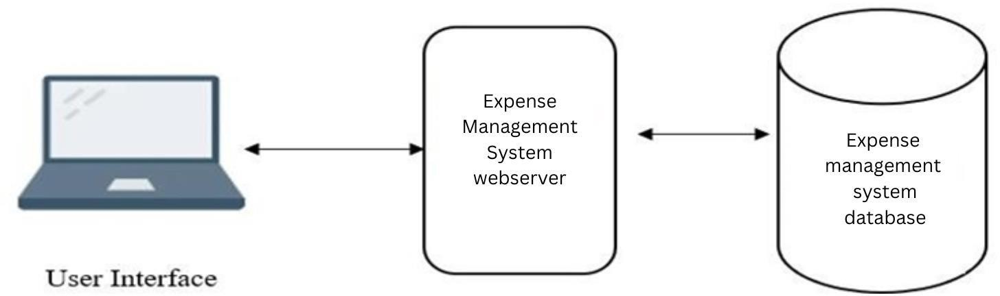 User Interface
Expense
Management
System
webserver
Expense
management
system
database